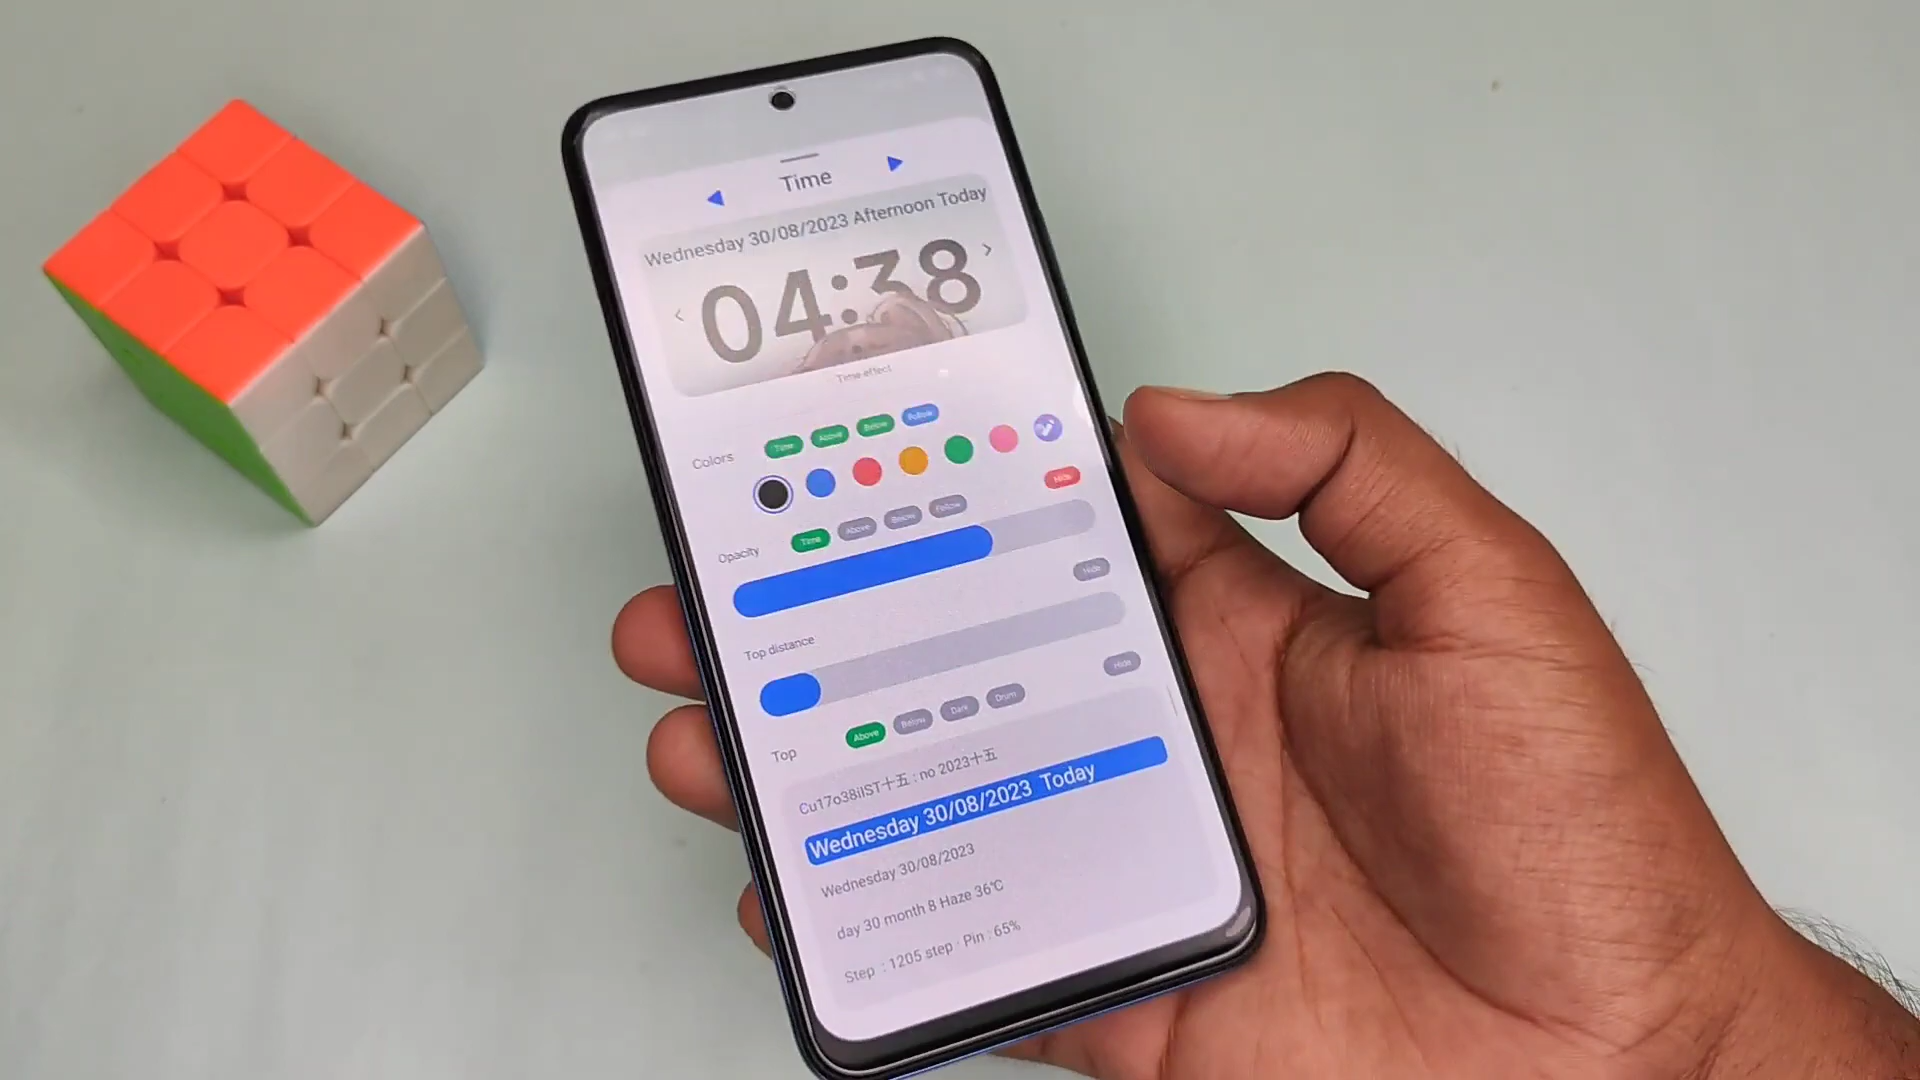 Time
Wednesday 30/08/2023 Afternoon Today
04:38
Time effect
Colors
Time Above Below Follow
Hide
Opacity
Time Above Below Follow
Hide
Top distance
Hide
Top
Above Below Dark Drum
Cu17o38iIST十五 : no 2023十五
Wednesday 30/08/2023 Today
Wednesday 30/08/2023
day 30 month 8 Haze 36℃
Step : 1205 step · Pin : 65%